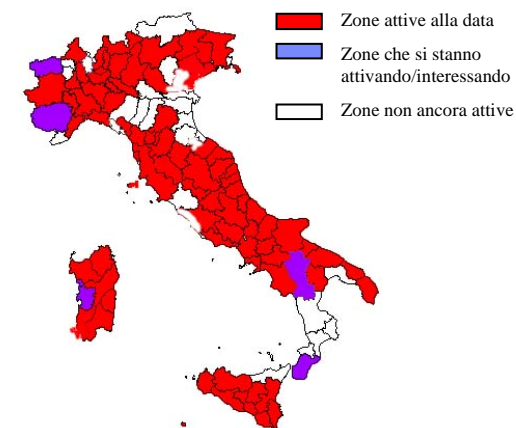 Zone attive alla data
Zone che si stanno
attivando/interessando
Zone non ancora attive